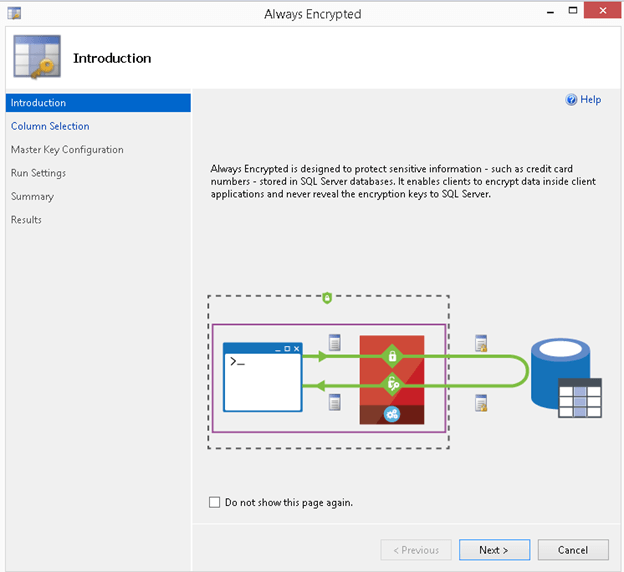 Always Encrypted
Introduction
Introduction
Column Selection
Master Key Configuration
Run Settings
Summary
Results
Help
Always Encrypted is designed to protect sensitive information - such as credit card
numbers - stored in SQL Server databases. It enables clients to encrypt data inside client
applications and never reveal the encryption keys to SQL Server.
>_
Do not show this page again.
< Previous
Next >
Cancel